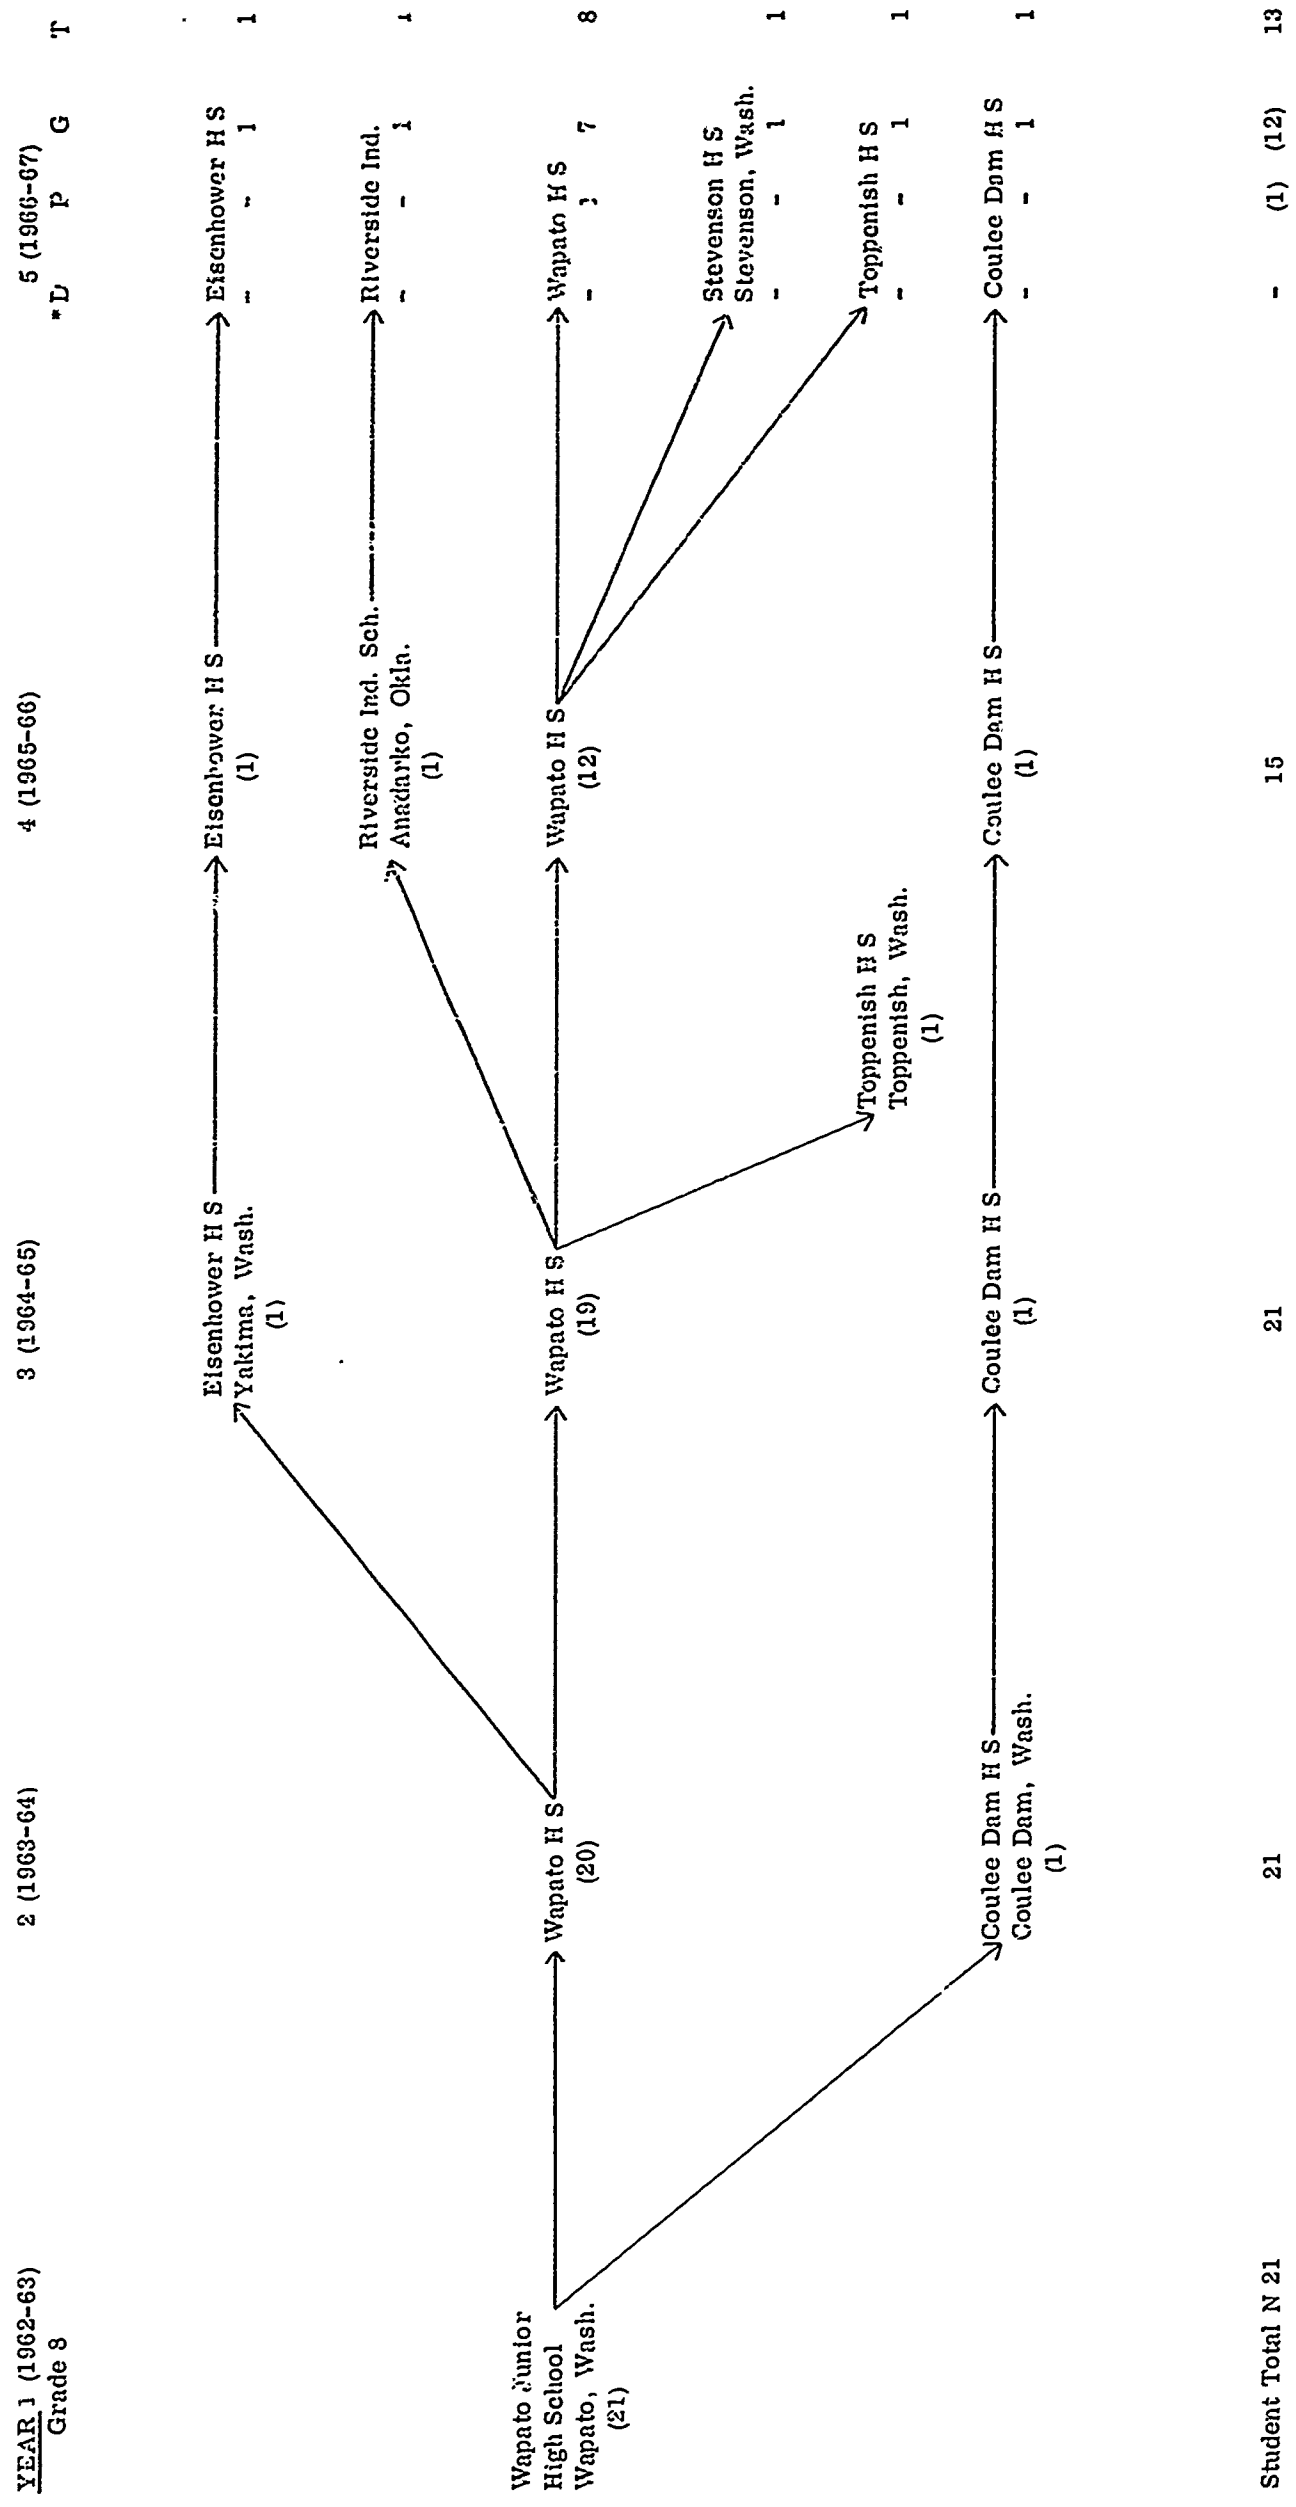 YEAR 1 (1962-63) 2 (1963-64) 3 (1964-65) 4 (1965-66) 5 (1966-67)
Grade 8 *D P G T
Eisenhower H S Eisenhower H S Eisenhower H S
Yakima, Wash. (1) - - 1 1
(1)
Riverside Ind. Sch. Riverside Ind.
Anadarko, Okla. - - 1 1
(1)
Wapato Junior
High School Wapato H S Wapato H S Wapato H S Wapato H S
Wapato, Wash. (20) (19) (12) - 7 8
(21)
Stevenson H S
Stevenson, Wash.
- - 1 1
Toppenish H S Toppenish H S
Toppenish, Wash. - - 1 1
(1)
Coulee Dam H S Coulee Dam H S Coulee Dam H S Coulee Dam H S
Coulee Dam, Wash. (1) (1) - - 1 1
(1)
Student Total N 21 21 21 15 - (1) (12) 13